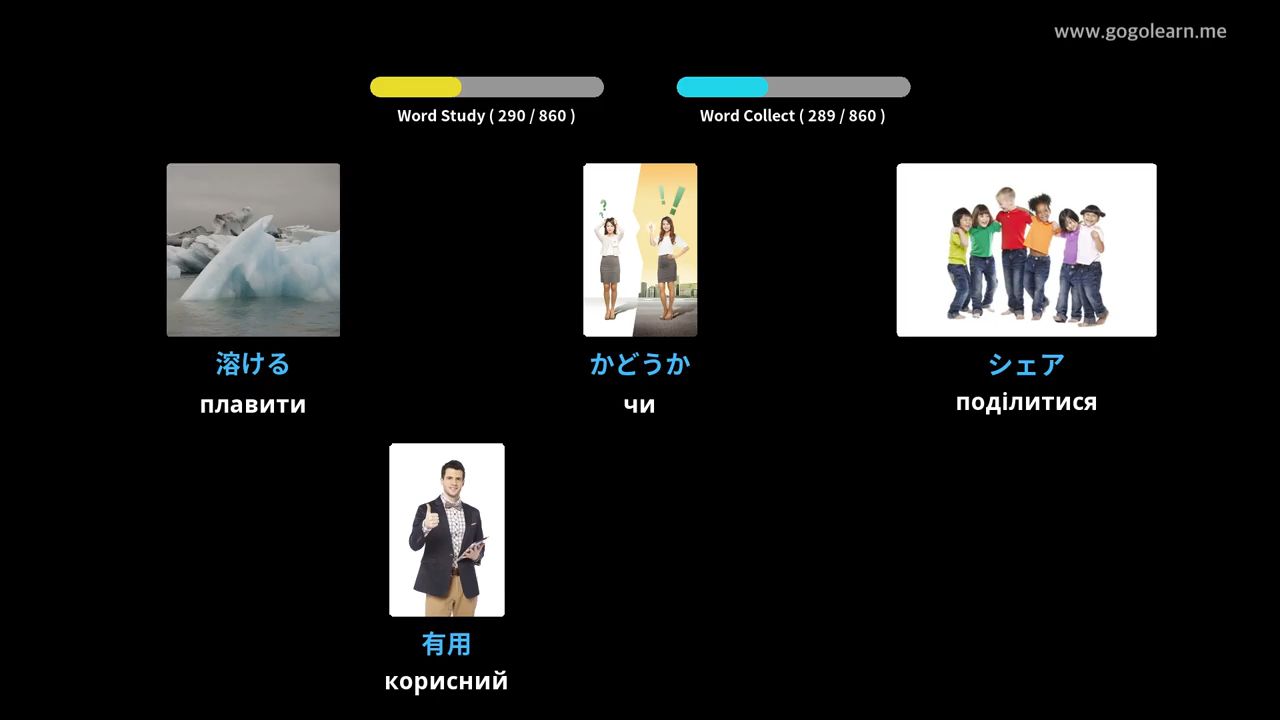 www.gogolearn.me
Word Study ( 290 / 860 )
Word Collect ( 289 / 860 )
溶ける
плавити
かどうか
чи
シェア
поділитися
有用
корисний